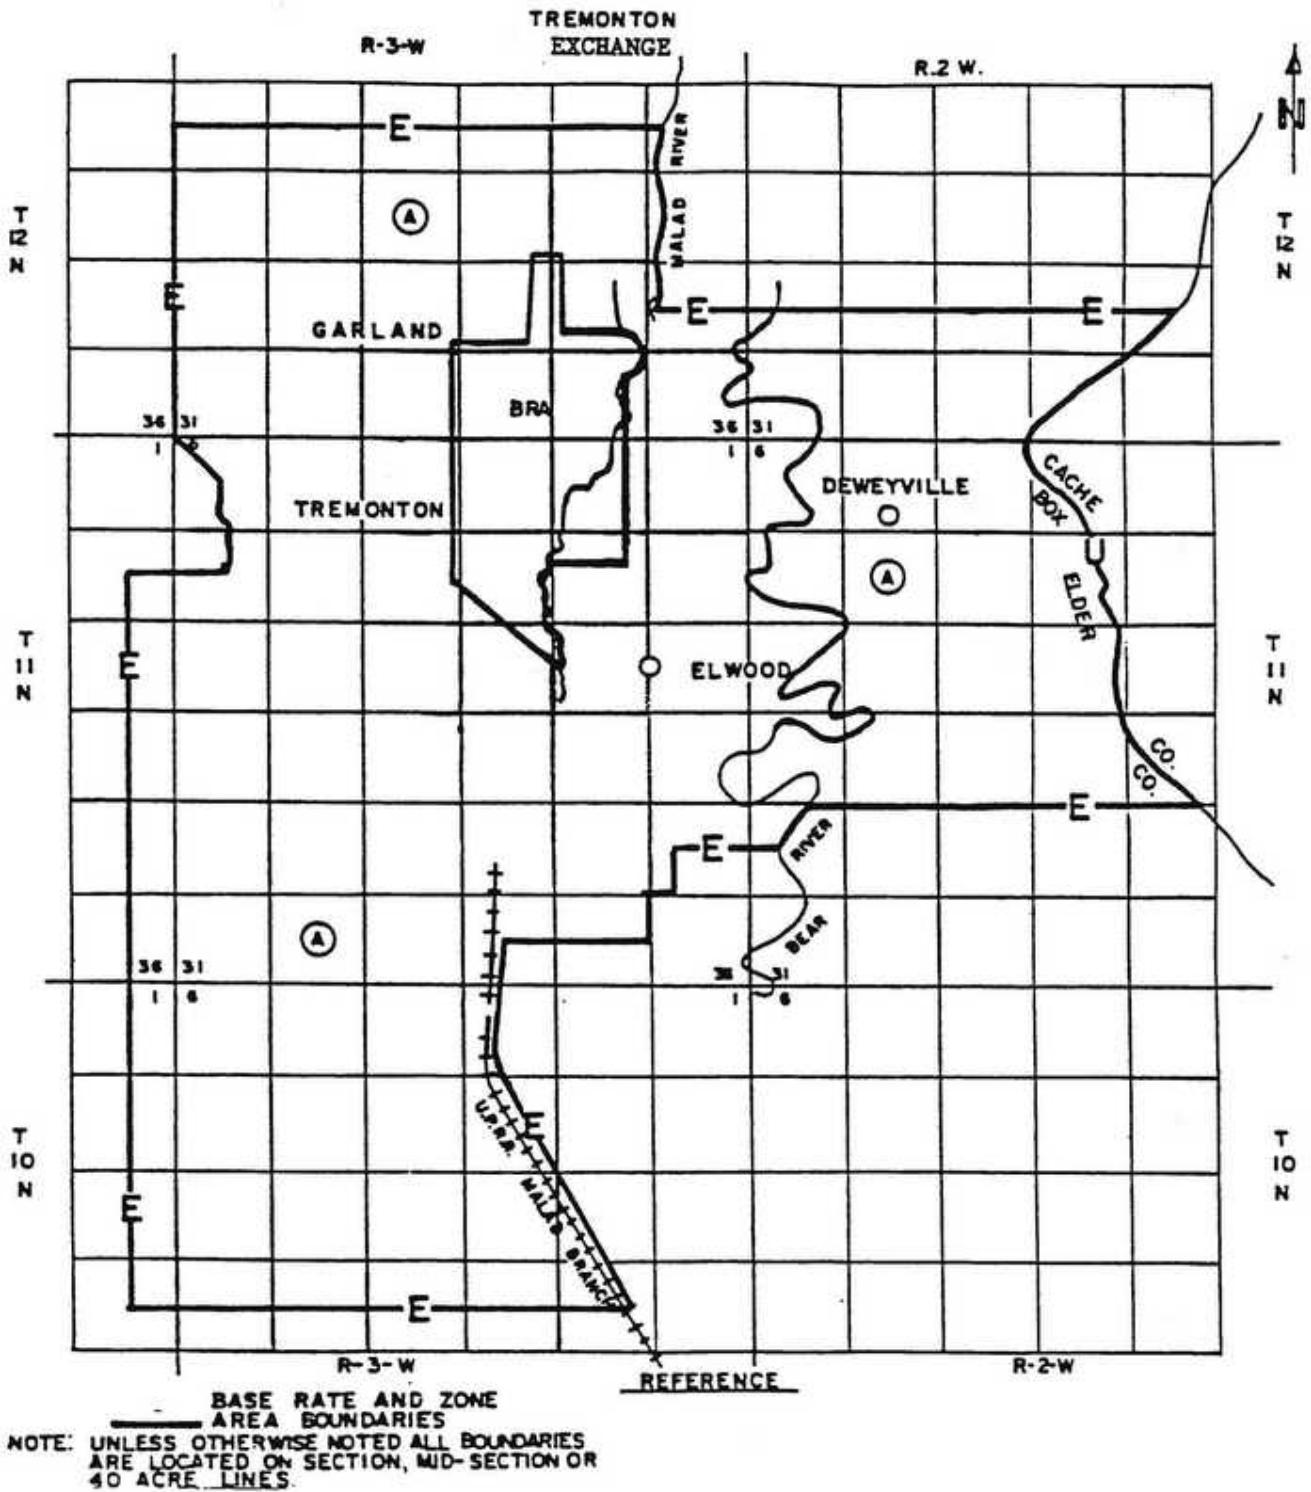 TREMONTON
EXCHANGE
R-3-W
R.2 W.
N
E
MALAD RIVER
T
12
N
T
12
N
A
E
E
E
GARLAND
BRA
36 31
1 6
36 31
1 6
TREMONTON
DEWEYVILLE
A
CACHE
BOX
ELDER
CO.
CO.
T
11
N
T
11
N
E
ELWOOD
E
E
RIVER
BEAR
A
36 31
1 6
36 31
1 6
T
10
N
T
10
N
E
U.P.R.R.
MALAD BRANCH
E
E
R-3-W
R-2-W
REFERENCE
BASE RATE AND ZONE
AREA BOUNDARIES
NOTE: UNLESS OTHERWISE NOTED ALL BOUNDARIES
ARE LOCATED ON SECTION, MID-SECTION OR
40 ACRE LINES.